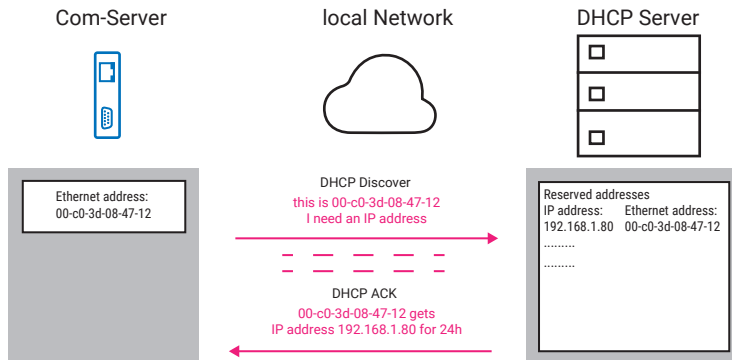 Com-Server
local Network
DHCP Server
Ethernet address:
00-c0-3d-08-47-12
DHCP Discover
this is 00-c0-3d-08-47-12
I need an IP address
DHCP ACK
00-c0-3d-08-47-12 gets
IP address 192.168.1.80 for 24h
Reserved addresses
IP address: Ethernet address:
192.168.1.80 00-c0-3d-08-47-12
.........
.........